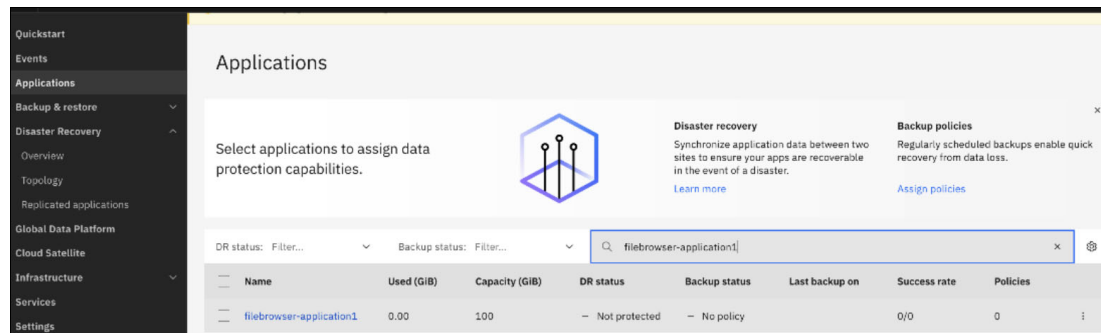 Quickstart
Events
Applications
Backup & restore
Disaster Recovery
Overview
Topology
Replicated applications
Global Data Platform
Cloud Satellite
Infrastructure
Services
Settings
Applications
Select applications to assign data
protection capabilities.
Disaster recovery
Synchronize application data between two
sites to ensure your apps are recoverable
in the event of a disaster.
Learn more
Backup policies
Regularly scheduled backups enable quick
recovery from data loss.
Assign policies
DR status: Filter... Backup status: Filter... filebrowser-application1
Name Used (GiB) Capacity (GiB) DR status Backup status Last backup on Success rate Policies
filebrowser-application1 0.00 100 – Not protected – No policy 0/0 0